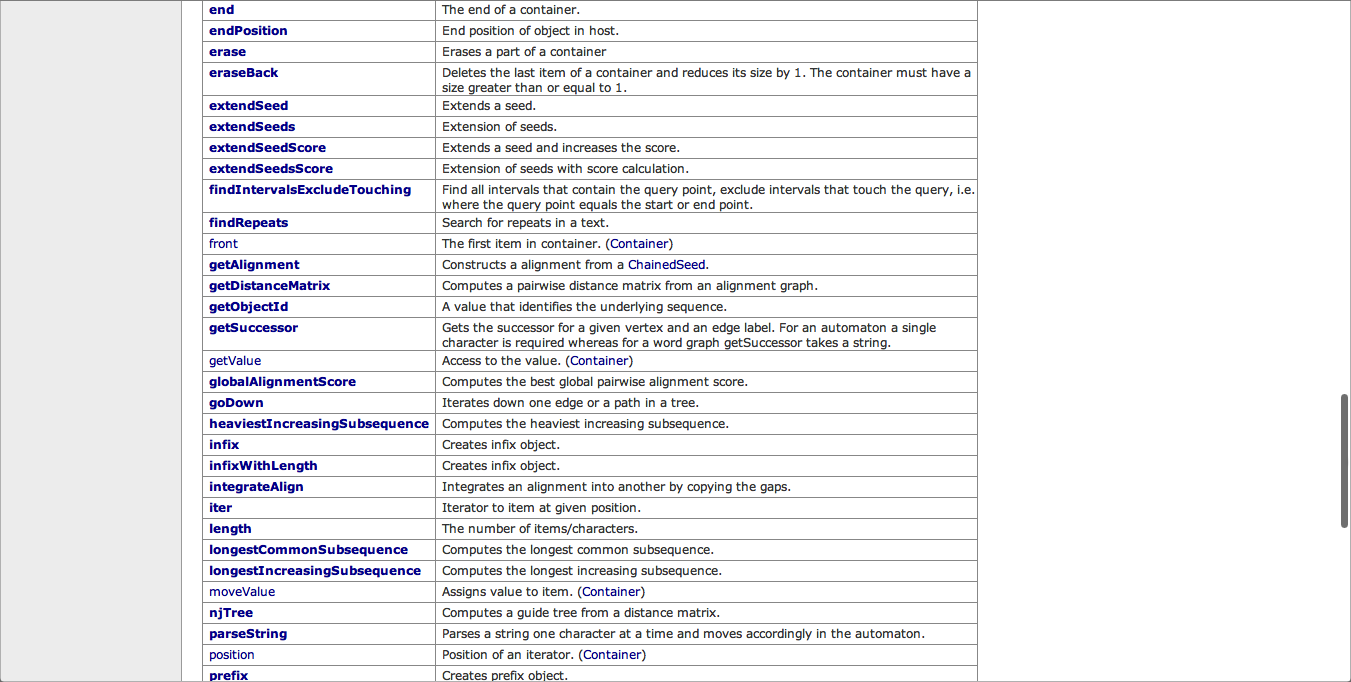 end The end of a container.
endPosition End position of object in host.
erase Erases a part of a container
eraseBack Deletes the last item of a container and reduces its size by 1. The container must have a
size greater than or equal to 1.
extendSeed Extends a seed.
extendSeeds Extension of seeds.
extendSeedScore Extends a seed and increases the score.
extendSeedsScore Extension of seeds with score calculation.
findIntervalsExcludeTouching Find all intervals that contain the query point, exclude intervals that touch the query, i.e.
where the query point equals the start or end point.
findRepeats Search for repeats in a text.
front The first item in container. (Container)
getAlignment Constructs a alignment from a ChainedSeed.
getDistanceMatrix Computes a pairwise distance matrix from an alignment graph.
getObjectId A value that identifies the underlying sequence.
getSuccessor Gets the successor for a given vertex and an edge label. For an automaton a single
character is required whereas for a word graph getSuccessor takes a string.
getValue Access to the value. (Container)
globalAlignmentScore Computes the best global pairwise alignment score.
goDown Iterates down one edge or a path in a tree.
heaviestIncreasingSubsequence Computes the heaviest increasing subsequence.
infix Creates infix object.
infixWithLength Creates infix object.
integrateAlign Integrates an alignment into another by copying the gaps.
iter Iterator to item at given position.
length The number of items/characters.
longestCommonSubsequence Computes the longest common subsequence.
longestIncreasingSubsequence Computes the longest increasing subsequence.
moveValue Assigns value to item. (Container)
njTree Computes a guide tree from a distance matrix.
parseString Parses a string one character at a time and moves accordingly in the automaton.
position Position of an iterator. (Container)
prefix Creates prefix object.